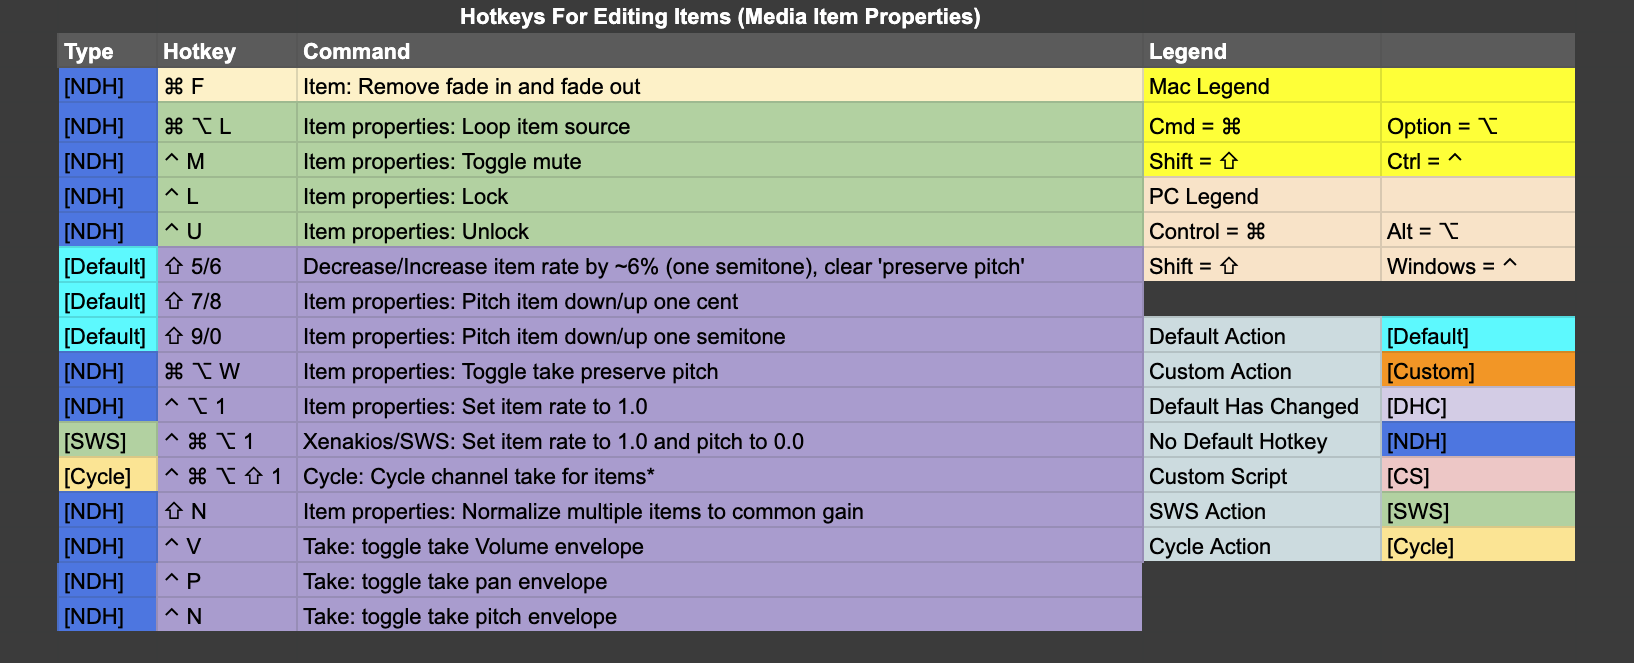 Hotkeys For Editing Items (Media Item Properties)
Type Hotkey Command Legend
[NDH] ⌘ F Item: Remove fade in and fade out Mac Legend
[NDH] ⌘ ⌥ L Item properties: Loop item source Cmd = ⌘ Option = ⌥
[NDH] ^ M Item properties: Toggle mute Shift = ⇧ Ctrl = ^
[NDH] ^ L Item properties: Lock PC Legend
[NDH] ^ U Item properties: Unlock Control = ⌘ Alt = ⌥
[Default] ⇧ 5/6 Decrease/Increase item rate by ~6% (one semitone), clear 'preserve pitch' Shift = ⇧ Windows = ^
[Default] ⇧ 7/8 Item properties: Pitch item down/up one cent
[Default] ⇧ 9/0 Item properties: Pitch item down/up one semitone Default Action [Default]
[NDH] ⌘ ⌥ W Item properties: Toggle take preserve pitch Custom Action [Custom]
[NDH] ^ ⌥ 1 Item properties: Set item rate to 1.0 Default Has Changed [DHC]
[SWS] ^ ⌘ ⌥ 1 Xenakios/SWS: Set item rate to 1.0 and pitch to 0.0 No Default Hotkey [NDH]
[Cycle] ^ ⌘ ⌥ ⇧ 1 Cycle: Cycle channel take for items* Custom Script [CS]
[NDH] ⇧ N Item properties: Normalize multiple items to common gain SWS Action [SWS]
[NDH] ^ V Take: toggle take Volume envelope Cycle Action [Cycle]
[NDH] ^ P Take: toggle take pan envelope
[NDH] ^ N Take: toggle take pitch envelope